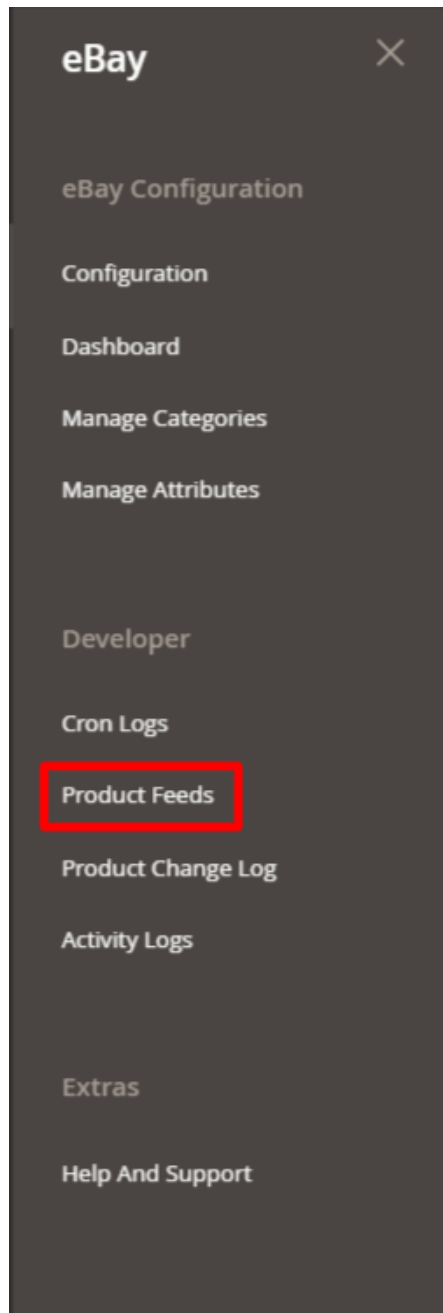 eBay
eBay Configuration
Configuration
Dashboard
Manage Categories
Manage Attributes
Developer
Cron Logs
Product Feeds
Product Change Log
Activity Logs
Extras
Help And Support